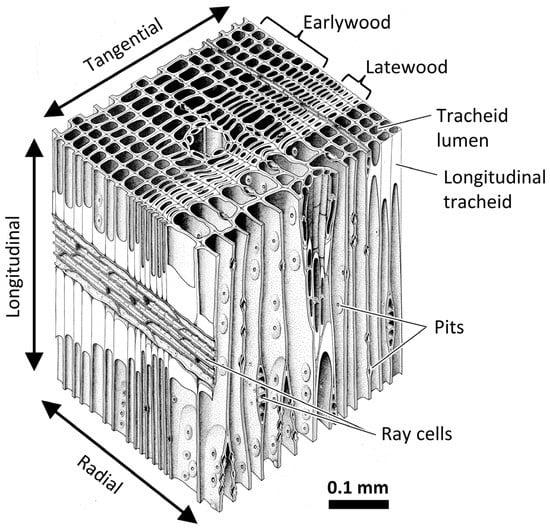 Tangential
Earlywood
Latewood
Tracheid
lumen
Longitudinal
tracheid
Longitudinal
Pits
Ray cells
Radial
0.1 mm